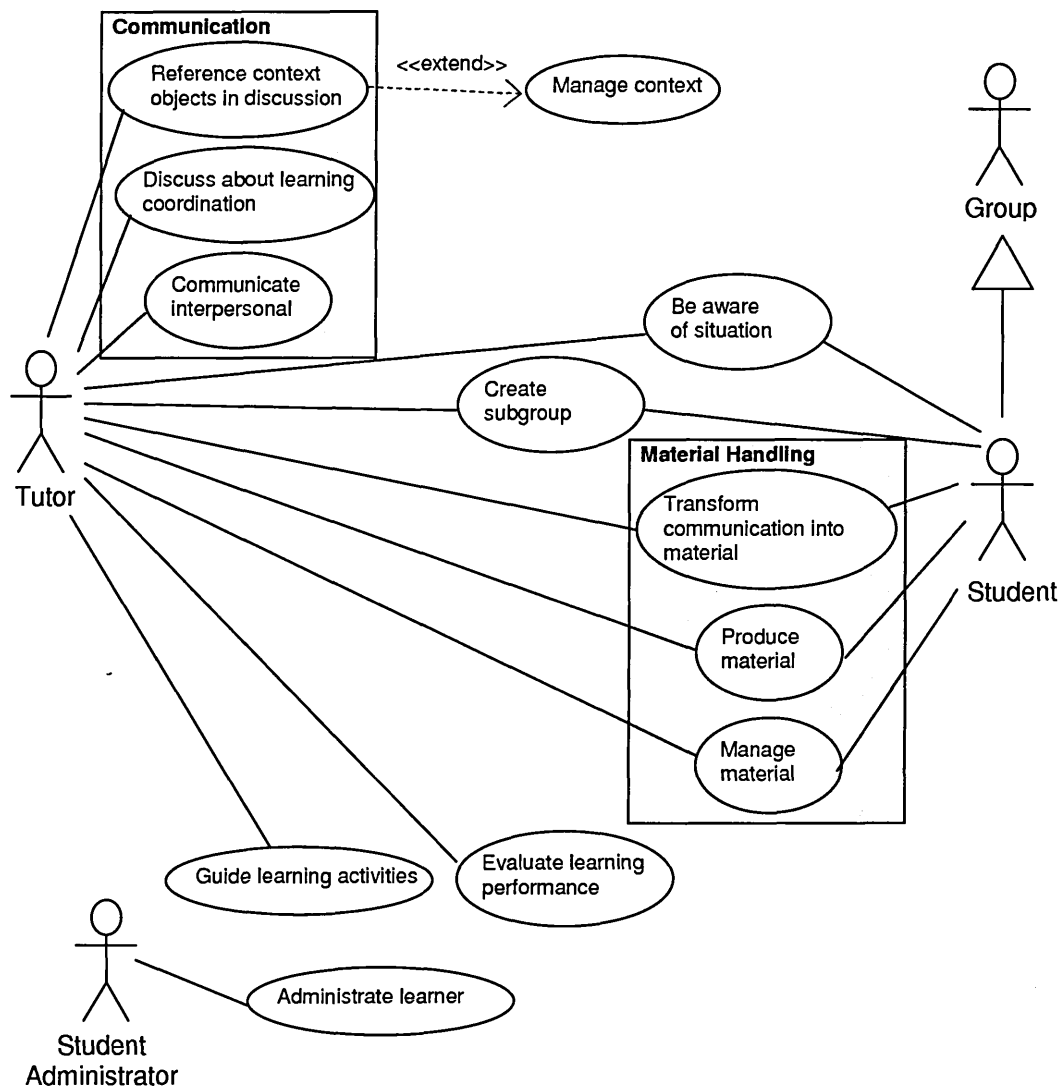 Communication
Reference context
objects in discussion
<<extend>>
Manage context
Discuss about learning
coordination
Communicate
interpersonal
Group
Be aware
of situation
Create
subgroup
Tutor
Material Handling
Transform
communication into
material
Student
Produce
material
Manage
material
Guide learning activities
Evaluate learning
performance
Administrate learner
Student
Administrator